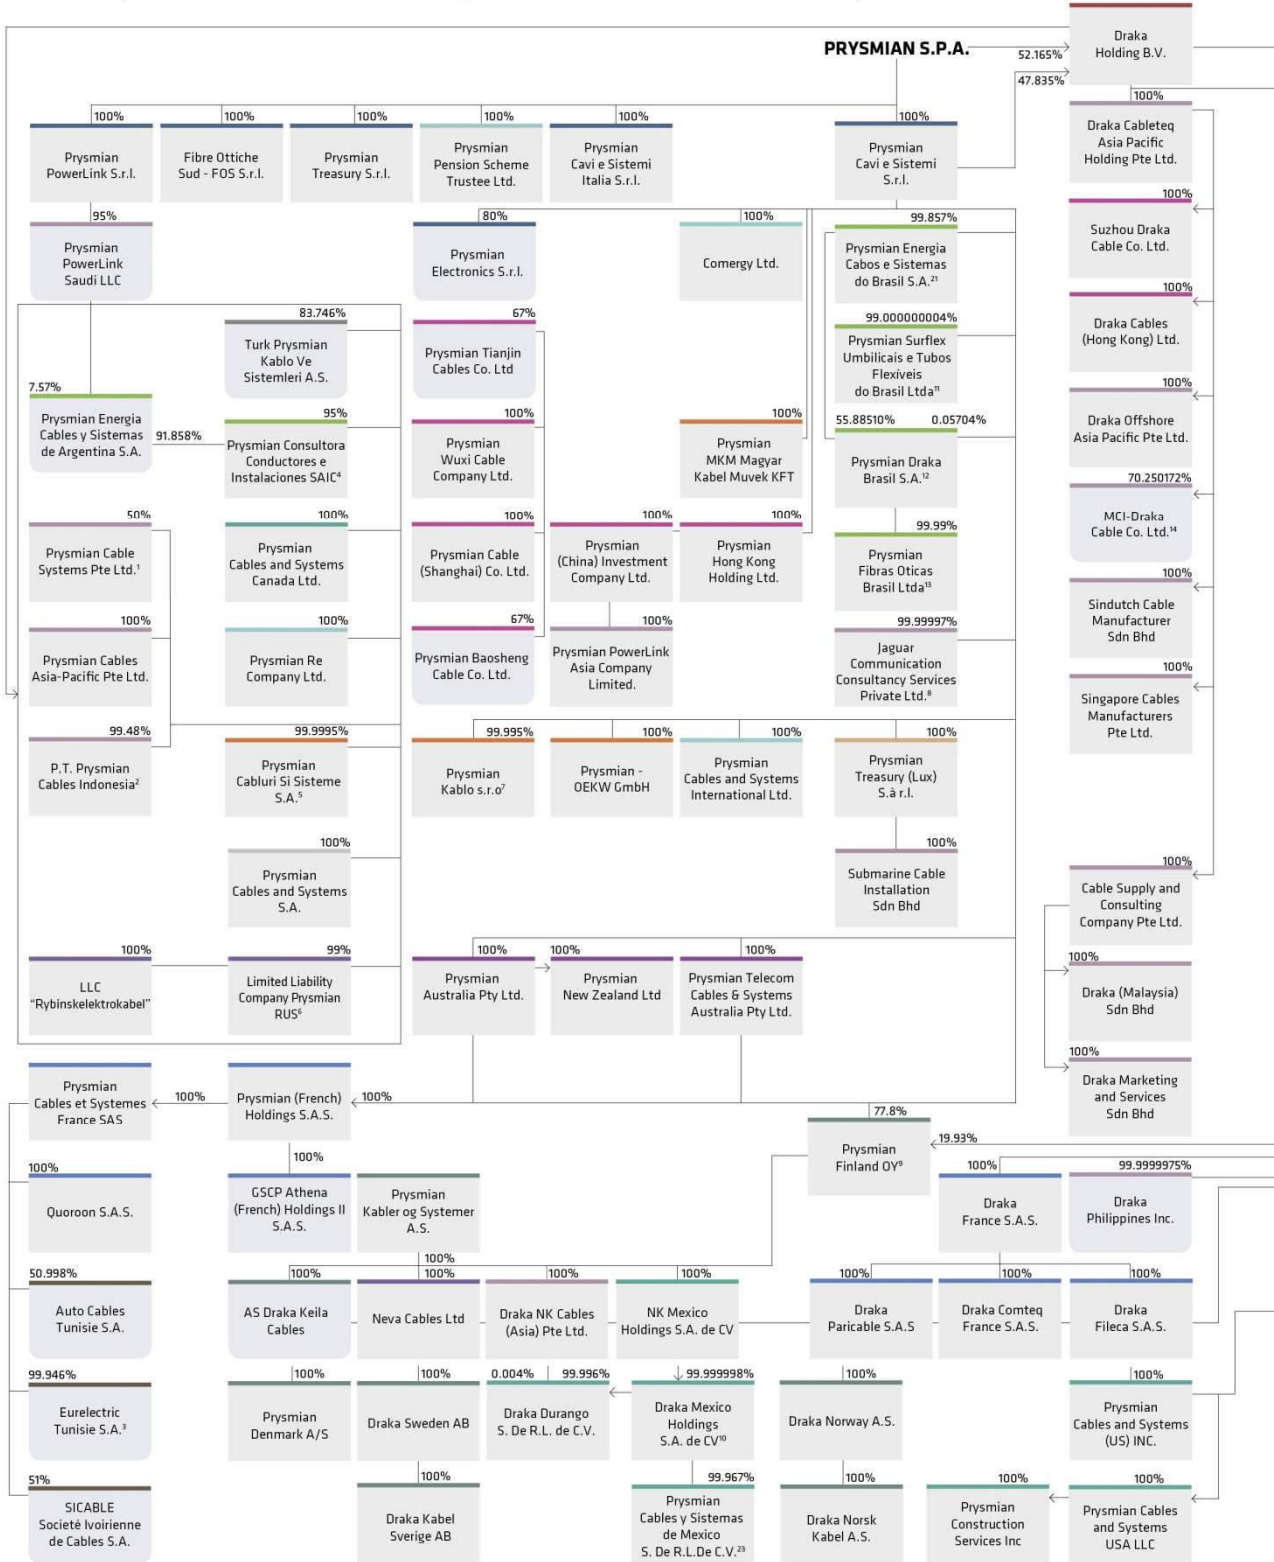 PRYSMIAN S.P.A.
52.165%
47.835%
Draka
Holding B.V.
100%
Prysmian
PowerLink S.r.l.
100%
Fibre Ottiche
Sud - FOS S.r.l.
100%
Prysmian
Treasury S.r.l.
100%
Prysmian
Pension Scheme
Trustee Ltd.
100%
Prysmian
Cavi e Sistemi
Italia S.r.l.
100%
Prysmian
Cavi e Sistemi
S.r.l.
100%
Draka Cableteq
Asia Pacific
Holding Pte Ltd.
95%
Prysmian
PowerLink
Saudi LLC
80%
Prysmian
Electronics S.r.l.
100%
Comergy Ltd.
99.857%
Prysmian Energia
Cabos e Sistemas
do Brasil S.A.²¹
100%
Suzhou Draka
Cable Co. Ltd.
83.746%
Turk Prysmian
Kablo Ve
Sistemleri A.S.
67%
Prysmian Tianjin
Cables Co. Ltd
99.000000004%
Prysmian Surflex
Umbilicais e Tubos
Flexíveis
do Brasil Ltda¹¹
100%
Draka Cables
(Hong Kong) Ltd.
7.57%
Prysmian Energia
Cables y Sistemas
de Argentina S.A.
91.858%
95%
Prysmian Consultora
Conductores e
Instalaciones SAIC⁴
100%
Prysmian
Wuxi Cable
Company Ltd.
100%
Prysmian
MKM Magyar
Kabel Muvek KFT
55.88510%
0.05704%
Prysmian Draka
Brasil S.A.¹²
100%
Draka Offshore
Asia Pacific Pte Ltd.
70.250172%
MCI-Draka
Cable Co. Ltd.¹⁴
50%
Prysmian Cable
Systems Pte Ltd.¹
100%
Prysmian
Cables and Systems
Canada Ltd.
100%
Prysmian Cable
(Shanghai) Co. Ltd.
100%
Prysmian
(China) Investment
Company Ltd.
100%
Prysmian
Hong Kong
Holding Ltd.
99.99%
Prysmian
Fibras Oticas
Brasil Ltda¹³
100%
Sindutch Cable
Manufacturer
Sdn Bhd
100%
Prysmian Cables
Asia-Pacific Pte Ltd.
100%
Prysmian Re
Company Ltd.
67%
Prysmian Baosheng
Cable Co. Ltd.
100%
Prysmian PowerLink
Asia Company
Limited.
99.99997%
Jaguar
Communication
Consultancy Services
Private Ltd.⁸
100%
Singapore Cables
Manufacturers
Pte Ltd.
99.48%
P.T. Prysmian
Cables Indonesia²
99.9995%
Prysmian
Cabluri Si Sisteme
S.A.⁵
99.995%
Prysmian
Kablo s.r.o⁷
100%
Prysmian -
OEKW GmbH
100%
Prysmian
Cables and Systems
International Ltd.
100%
Prysmian
Treasury (Lux)
S.à r.l.
100%
Prysmian
Cables and Systems
S.A.
100%
Submarine Cable
Installation
Sdn Bhd
100%
Cable Supply and
Consulting
Company Pte Ltd.
100%
LLC
“Rybinskelektrokabel”
99%
Limited Liability
Company Prysmian
RUS⁶
100%
Prysmian
Australia Pty Ltd.
100%
Prysmian
New Zealand Ltd
100%
Prysmian Telecom
Cables & Systems
Australia Pty Ltd.
100%
Draka (Malaysia)
Sdn Bhd
100%
Draka Marketing
and Services
Sdn Bhd
Prysmian
Cables et Systemes
France SAS
100%
Prysmian (French)
Holdings S.A.S.
100%
77.8%
Prysmian
Finland OY⁹
19.93%
100%
Quoroon S.A.S.
100%
GSCP Athena
(French) Holdings II
S.A.S.
Prysmian
Kabler og Systemer
A.S.
100%
100%
Draka
France S.A.S.
99.9999975%
Draka
Philippines Inc.
50.998%
Auto Cables
Tunisie S.A.
100%
AS Draka Keila
Cables
100%
Neva Cables Ltd
100%
Draka NK Cables
(Asia) Pte Ltd.
100%
NK Mexico
Holdings S.A. de CV
100%
Draka
Paricable S.A.S
100%
Draka Comteq
France S.A.S.
100%
Draka
Fileca S.A.S.
99.946%
Eurelectric
Tunisie S.A.³
100%
Prysmian
Denmark A/S
100%
Draka Sweden AB
0.004%
99.996%
Draka Durango
S. De R.L. de C.V.
99.999998%
Draka Mexico
Holdings
S.A. de CV¹⁰
100%
Draka Norway A.S.
100%
Prysmian
Cables and Systems
(US) INC.
51%
SICABLE
Societé Ivoirienne
de Cables S.A.
100%
Draka Kabel
Sverige AB
99.967%
Prysmian
Cables y Sistemas
de Mexico
S. De R.L.De C.V.²³
100%
Draka Norsk
Kabel A.S.
100%
Prysmian
Construction
Services Inc
100%
Prysmian Cables
and Systems
USA LLC